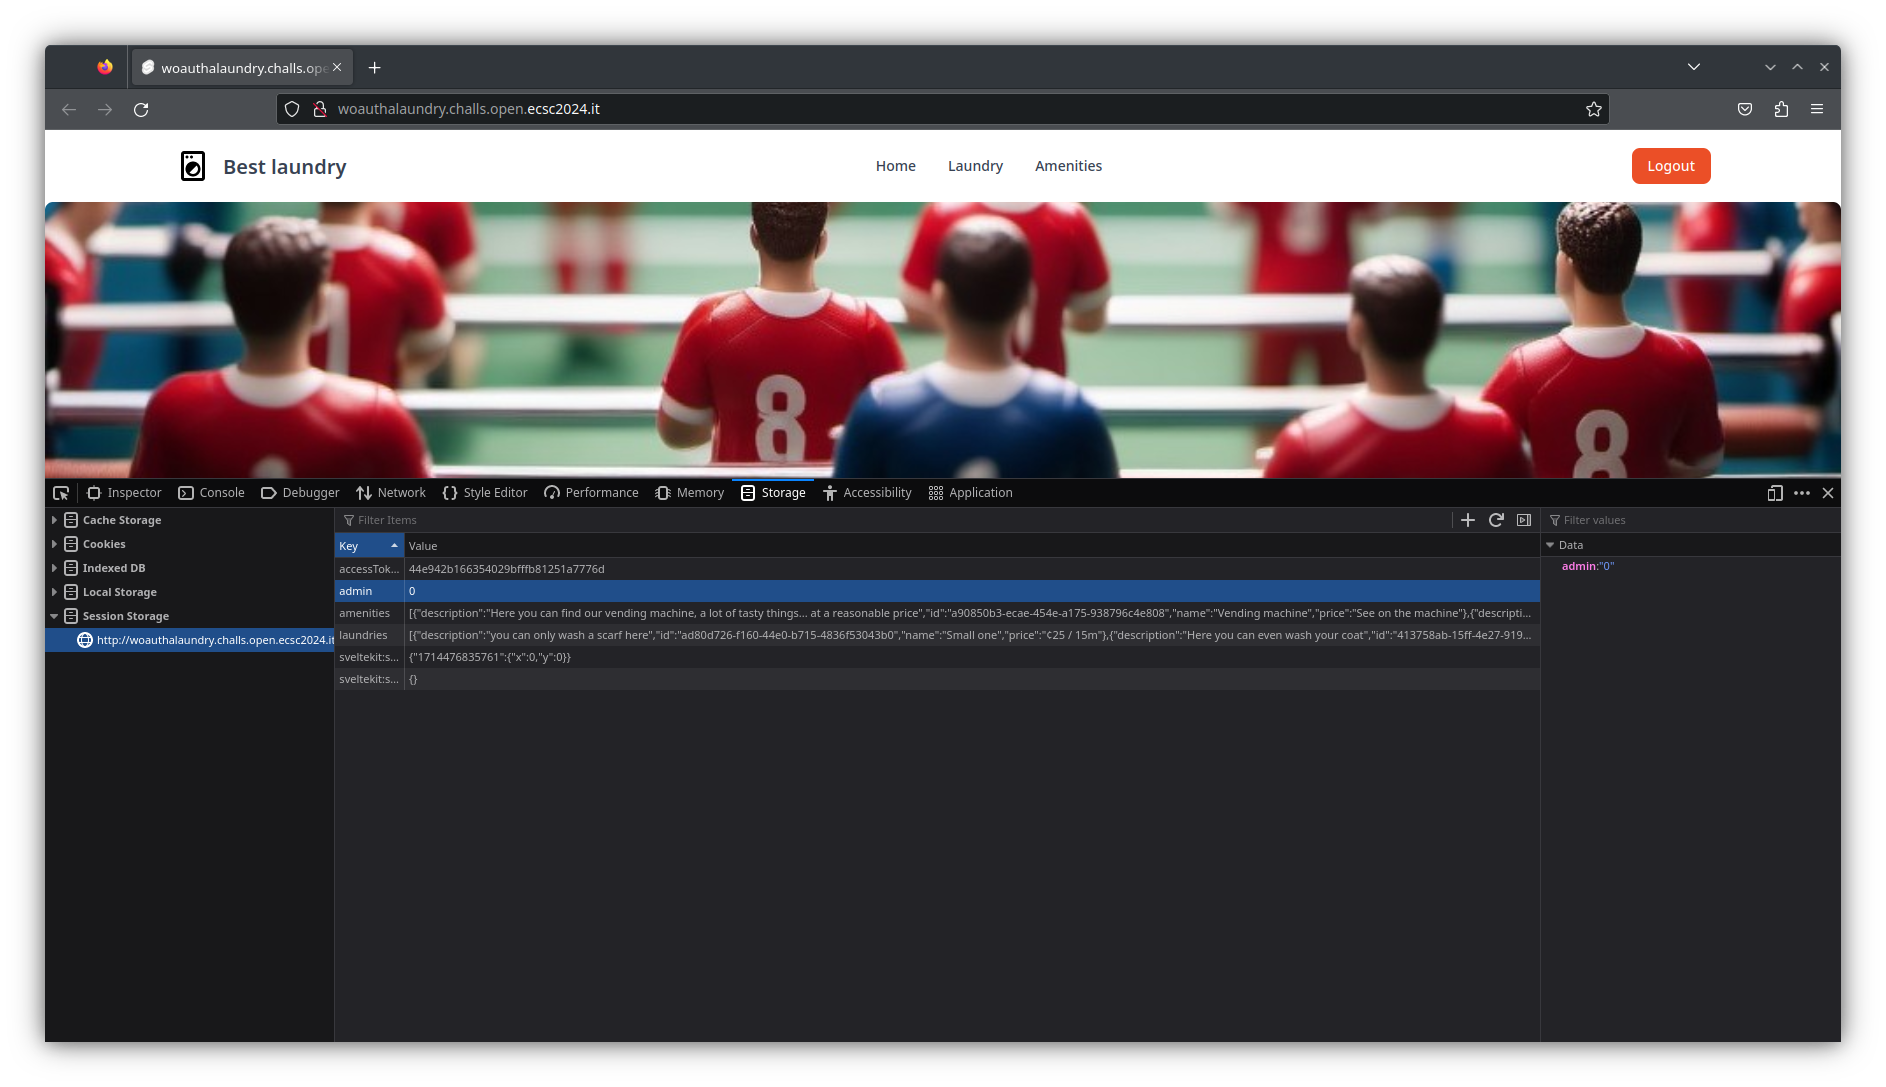 woauthalaundry.challs.ope
woauthalaundry.challs.open.ecsc2024.it
Best laundry
Home Laundry Amenities
Logout
8
8
Inspector Console Debugger Network Style Editor Performance Memory Storage Accessibility Application
Cache Storage
Cookies
Indexed DB
Local Storage
Session Storage
http://woauthalaundry.challs.open.ecsc2024.it
Filter Items
Key Value
accessTok... 44e942b166354029bfffb81251a7776d
admin 0
amenities [{"description":"Here you can find our vending machine, a lot of tasty things... at a reasonable price","id":"a90850b3-ecae-454e-a175-938796c4e808","name":"Vending machine","price":"See on the machine"},{"descripti...
laundries [{"description":"you can only wash a scarf here","id":"ad80d726-f160-44e0-b715-4836f53043b0","name":"Small one","price":"¢25 / 15m"},{"description":"Here you can even wash your coat","id":"413758ab-15ff-4e27-919...
sveltekit:s... {"1714476835761":{"x":0,"y":0}}
sveltekit:s... {}
Filter values
Data
admin:"0"